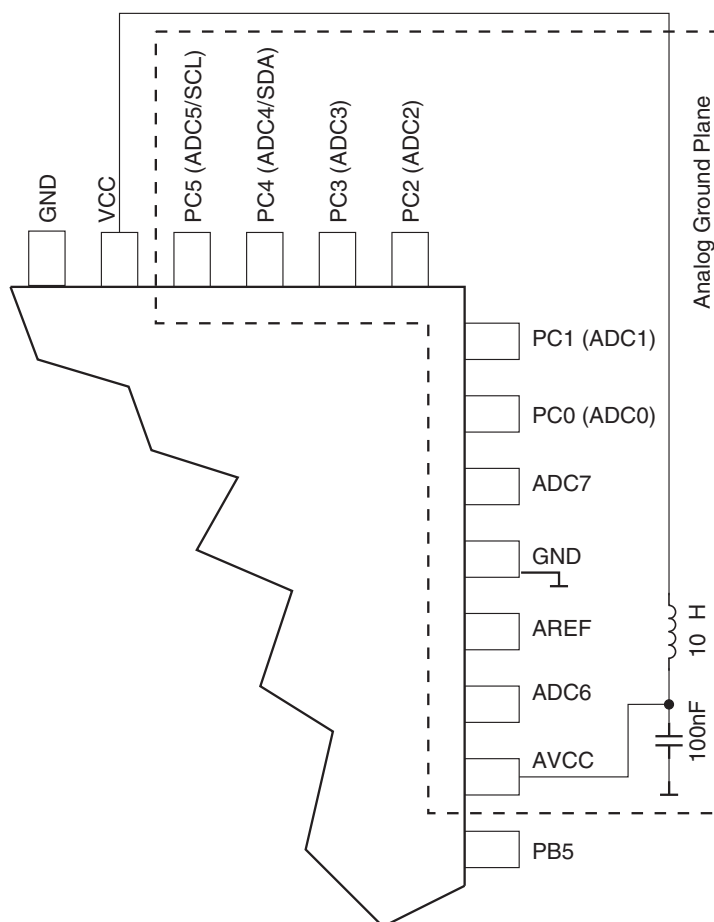 GND
VCC
PC5 (ADC5/SCL)
PC4 (ADC4/SDA)
PC3 (ADC3)
PC2 (ADC2)
Analog Ground Plane
PC1 (ADC1)
PC0 (ADC0)
ADC7
GND
AREF
ADC6
AVCC
PB5
10 H
100nF